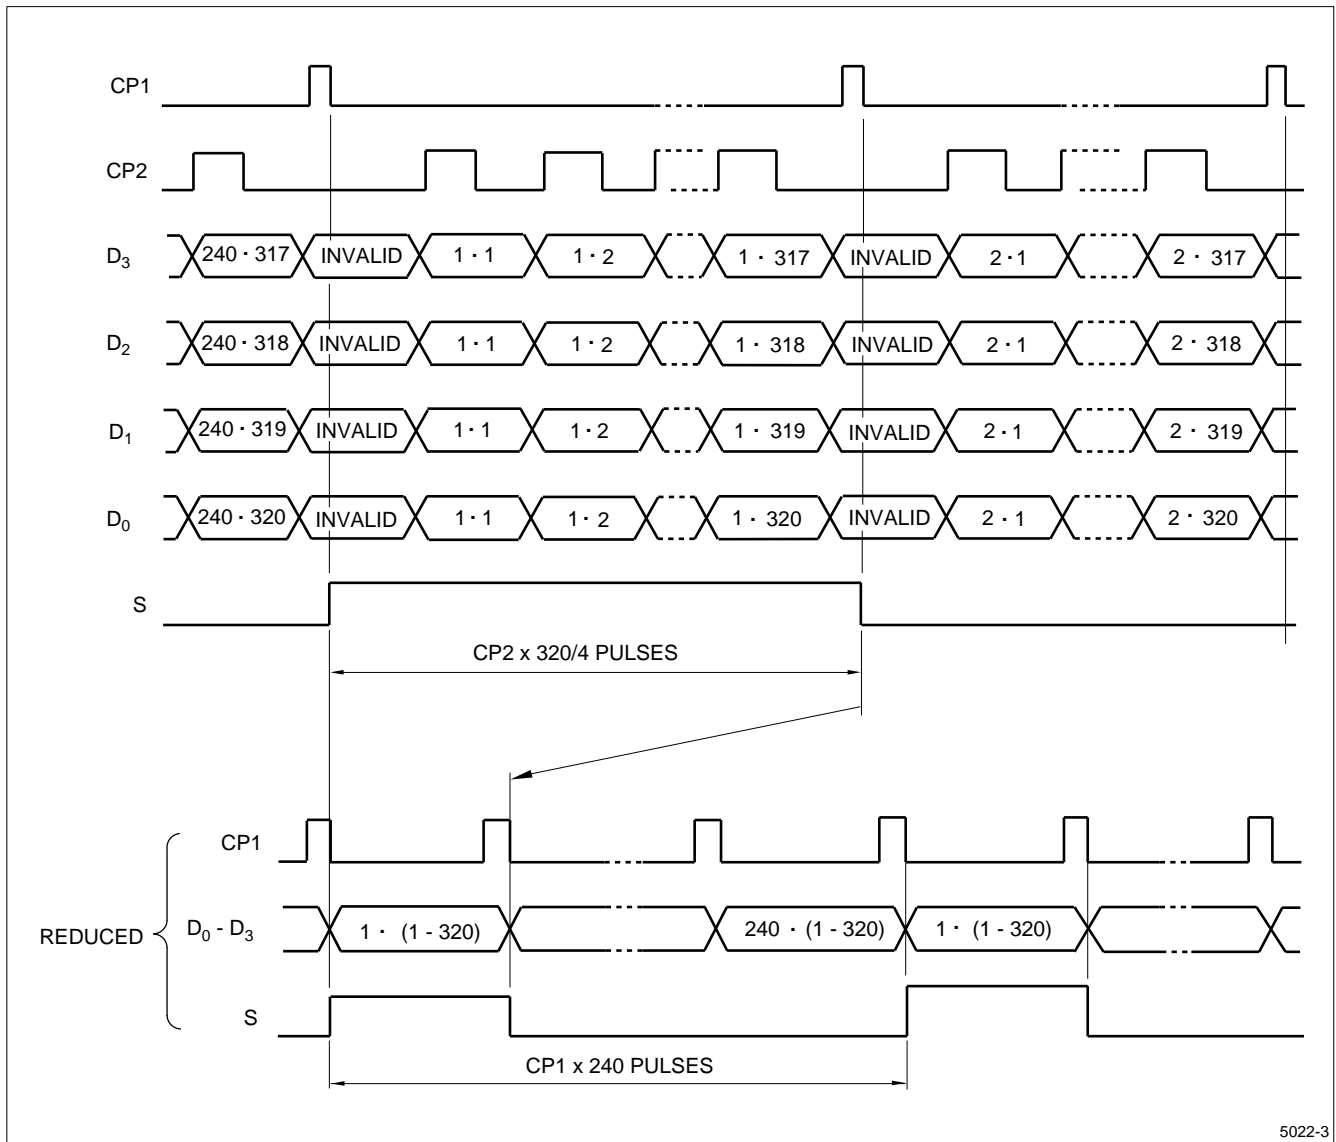 CP1
CP2
D3 240 · 317 INVALID 1 · 1 1 · 2 1 · 317 INVALID 2 · 1 2 · 317
D2 240 · 318 INVALID 1 · 1 1 · 2 1 · 318 INVALID 2 · 1 2 · 318
D1 240 · 319 INVALID 1 · 1 1 · 2 1 · 319 INVALID 2 · 1 2 · 319
D0 240 · 320 INVALID 1 · 1 1 · 2 1 · 320 INVALID 2 · 1 2 · 320
S
CP2 x 320/4 PULSES
CP1
REDUCED D0 - D3 1 · (1 - 320) 240 · (1 - 320) 1 · (1 - 320)
S
CP1 x 240 PULSES
5022-3